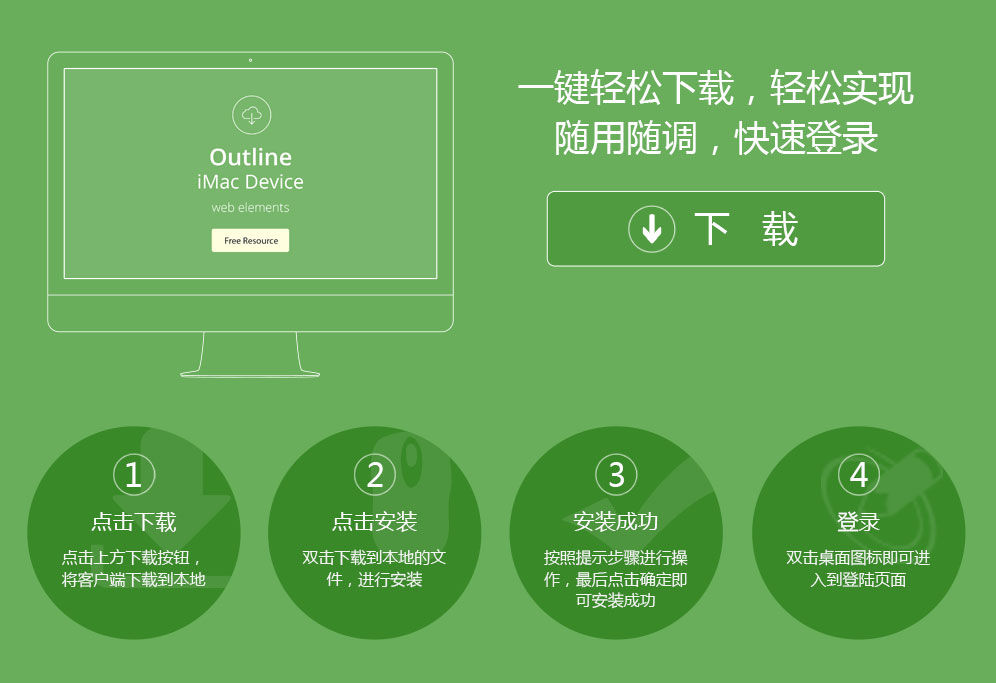 Outline
iMac Device
web elements
Free Resource
一键轻松下载，轻松实现
随用随调，快速登录
下 载
1
点击下载
点击上方下载按钮，
将客户端下载到本地
2
点击安装
双击下载到本地的文
件，进行安装
3
安装成功
按照提示步骤进行操
作，最后点击确定即
可安装成功
4
登录
双击桌面图标即可进
入到登陆页面